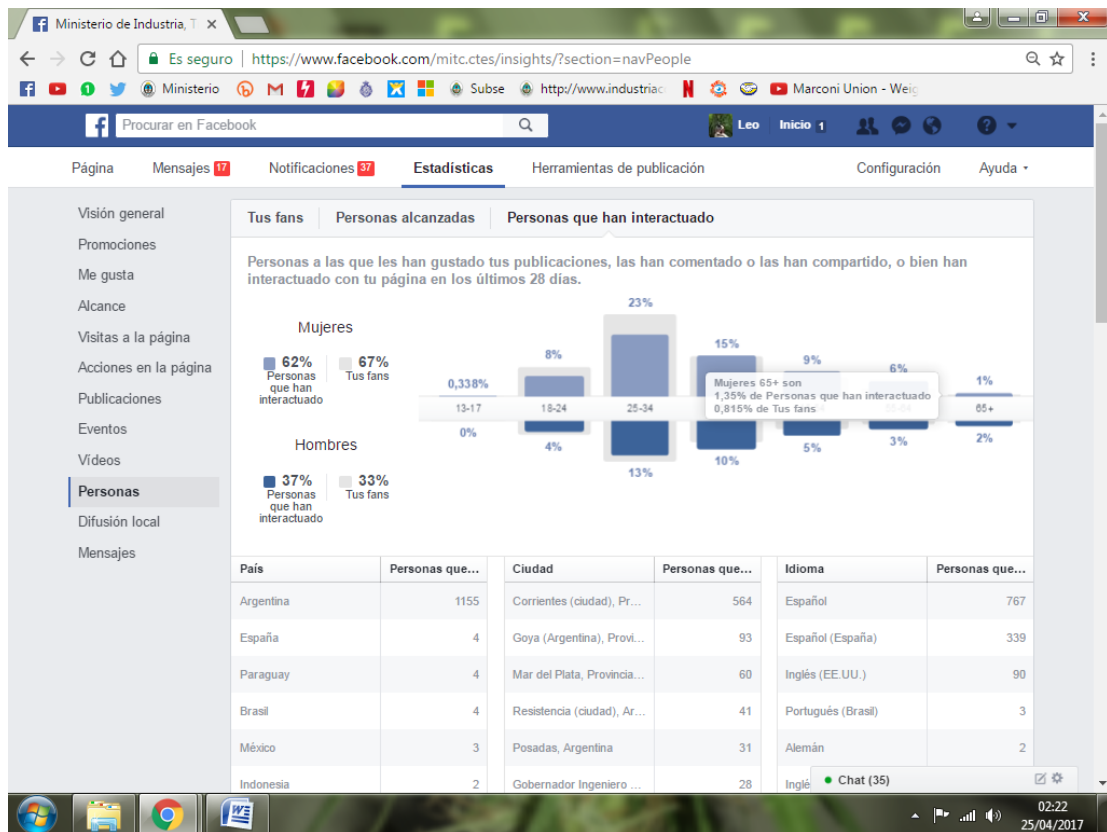 Ministerio de Industria, T
Es seguro https://www.facebook.com/mitc.ctes/insights/?section=navPeople
Ministerio Subse http://www.industriac Marconi Union - Weig
Procurar en Facebook Leo Inicio 1
Página Mensajes 17 Notificaciones 37 Estadísticas Herramientas de publicación Configuración Ayuda
Visión general
Promociones
Me gusta
Alcance
Visitas a la página
Acciones en la página
Publicaciones
Eventos
Vídeos
Personas
Difusión local
Mensajes
Tus fans Personas alcanzadas Personas que han interactuado
Personas a las que les han gustado tus publicaciones, las han comentado o las han compartido, o bien han
interactuado con tu página en los últimos 28 días.
Mujeres
62% 67%
Personas Tus fans
que han
interactuado
0,338% 8% 23% 15% 9% 6% 1%
13-17 18-24 25-34 65+
0% 4% 13% 10% 5% 3% 2%
Mujeres 65+ son
1,35% de Personas que han interactuado
0,815% de Tus fans
Hombres
37% 33%
Personas Tus fans
que han
interactuado
País Personas que... Ciudad Personas que... Idioma Personas que...
Argentina 1155 Corrientes (ciudad), Pr... 564 Español 767
España 4 Goya (Argentina), Provi... 93 Español (España) 339
Paraguay 4 Mar del Plata, Provincia... 60 Inglés (EE.UU.) 90
Brasil 4 Resistencia (ciudad), Ar... 41 Portugués (Brasil) 3
México 3 Posadas, Argentina 31 Alemán 2
Indonesia 2 Gobernador Ingeniero ... 28 Inglé
Chat (35)
02:22
25/04/2017